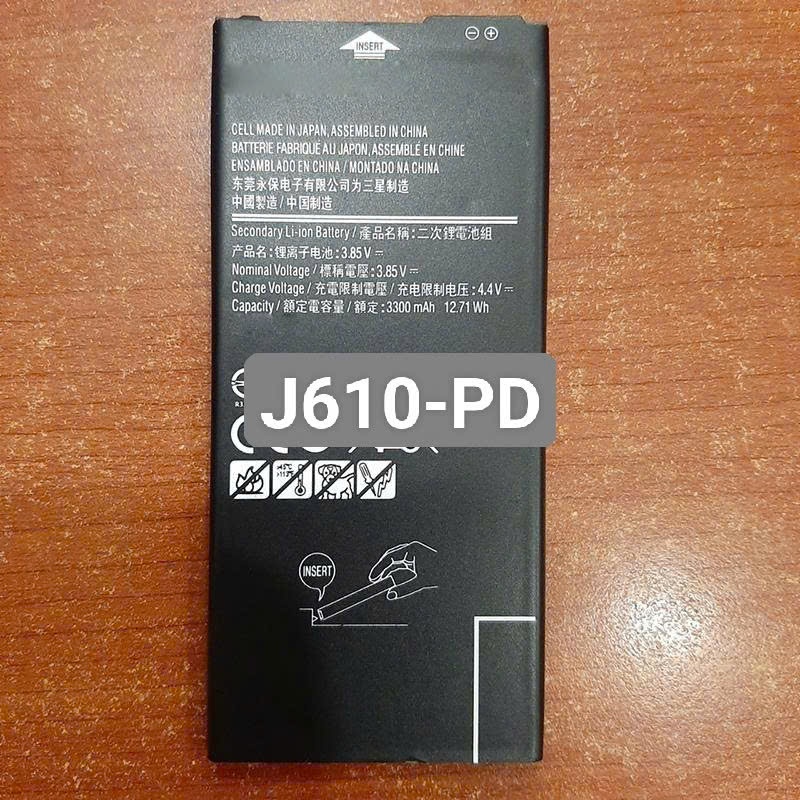 INSERT
CELL MADE IN JAPAN, ASSEMBLED IN CHINA
BATTERIE FABRIQUÉ AU JAPON, ASSEMBLÉ EN CHINE
ENSAMBLADO EN CHINA / MONTADO NA CHINA
东莞永保电子有限公司为三星制造
中國製造 / 中国制造
Secondary Li-ion Battery / 產品名稱 : 二次鋰電池組
产品名 : 锂离子电池 : 3.85V ⎓
Nominal Voltage / 標稱電壓 : 3.85 V ⎓
Charge Voltage / 充電限制電壓 / 充电限制电压 : 4.4V ⎓
Capacity / 額定電容量 / 額定 : 3300 mAh 12.71 Wh
J610-PD
INSERT